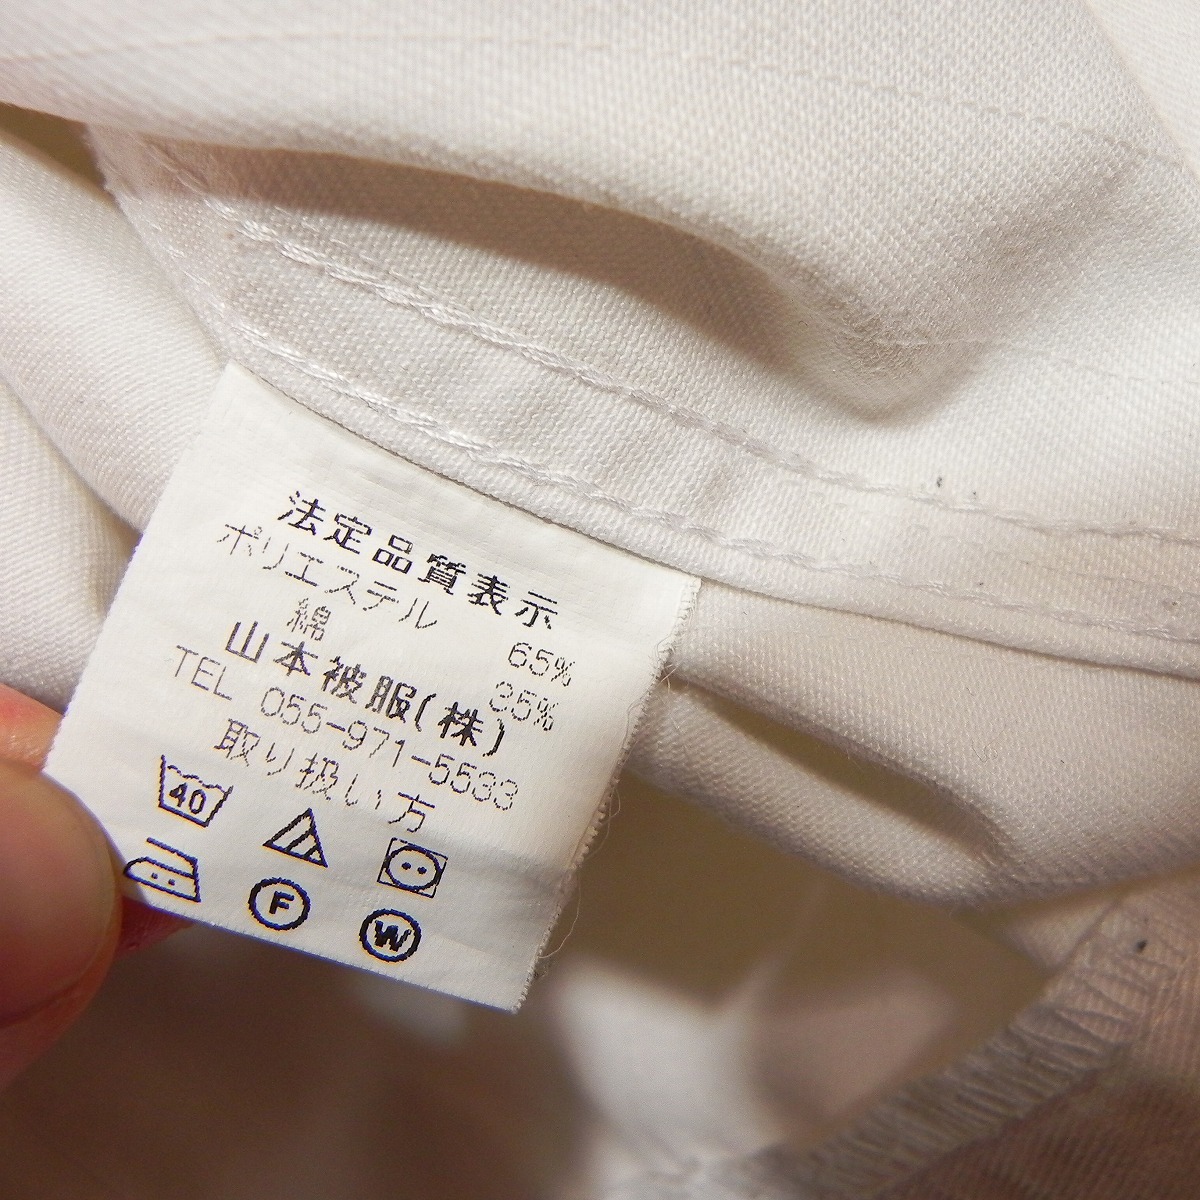 法定品質表示
ポリエステル 65%
綿 35%
山本被服(株)
TEL 055-971-5533
取り扱い方
40
F W